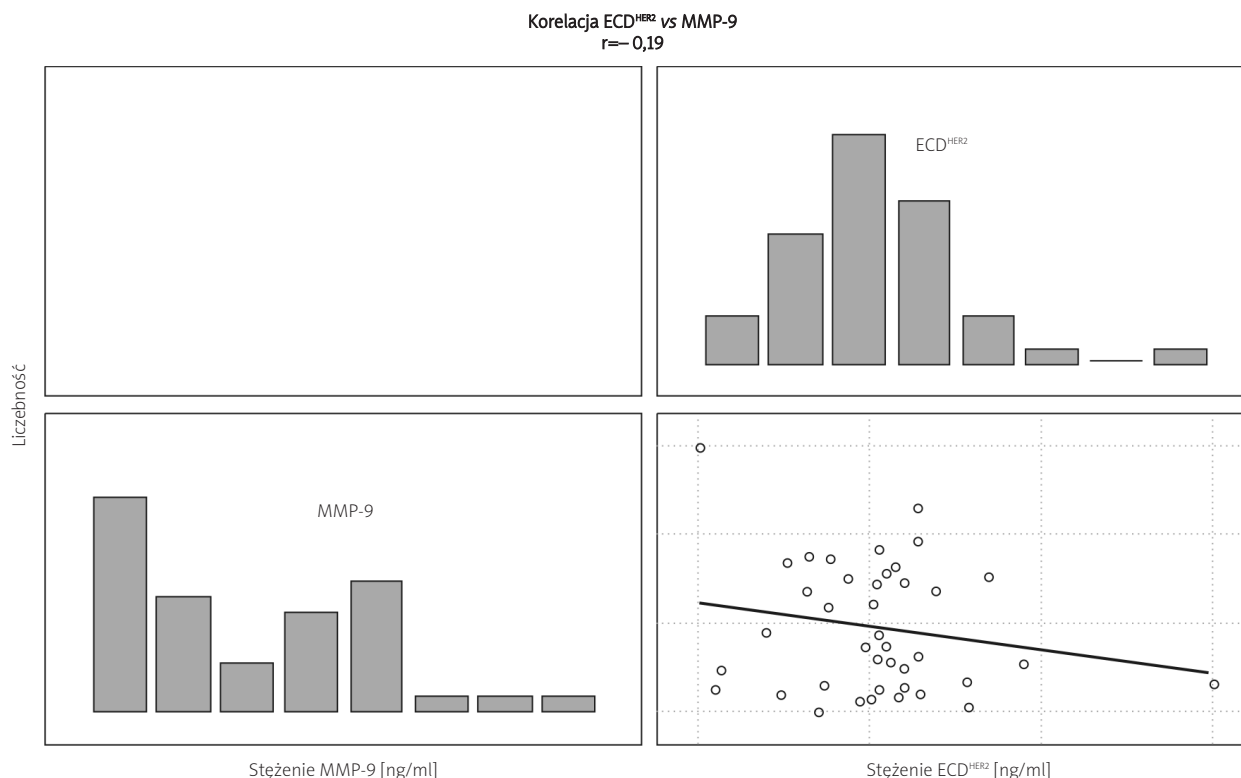 Korelacja ECDᴴᴱᴿ² vs MMP-9
r=– 0,19
ECDᴴᴱᴿ²
Liczebność
MMP-9
Stężenie MMP-9 [ng/ml]
Stężenie ECDᴴᴱᴿ² [ng/ml]